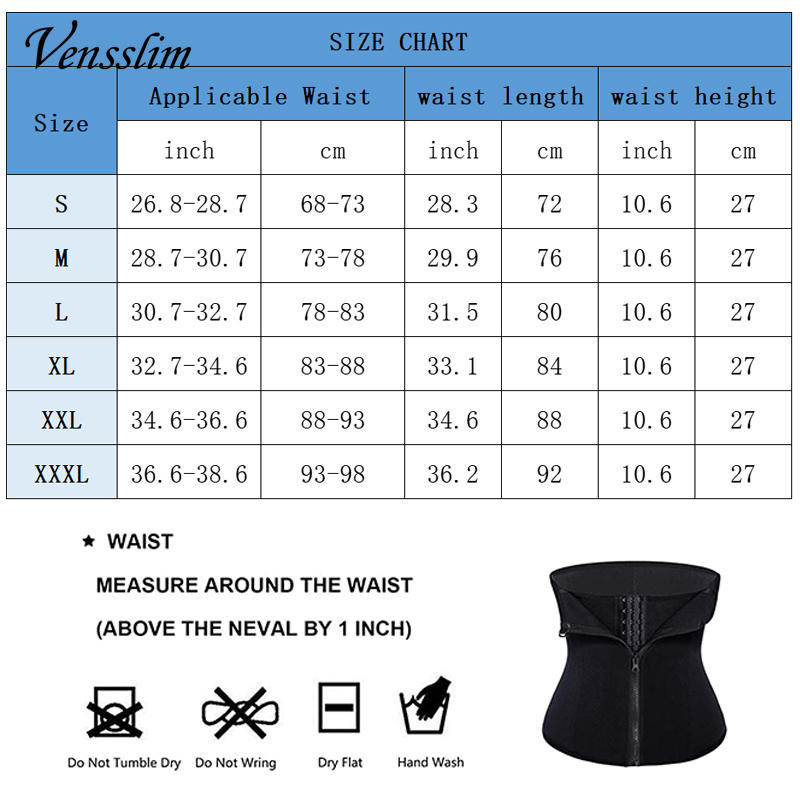 Vensslim
SIZE CHART
Size Applicable Waist waist length waist height
inch cm inch cm inch cm
S 26.8-28.7 68-73 28.3 72 10.6 27
M 28.7-30.7 73-78 29.9 76 10.6 27
L 30.7-32.7 78-83 31.5 80 10.6 27
XL 32.7-34.6 83-88 33.1 84 10.6 27
XXL 34.6-36.6 88-93 34.6 88 10.6 27
XXXL 36.6-38.6 93-98 36.2 92 10.6 27
★ WAIST
MEASURE AROUND THE WAIST
(ABOVE THE NEVAL BY 1 INCH)
Do Not Tumble Dry Do Not Wring Dry Flat Hand Wash